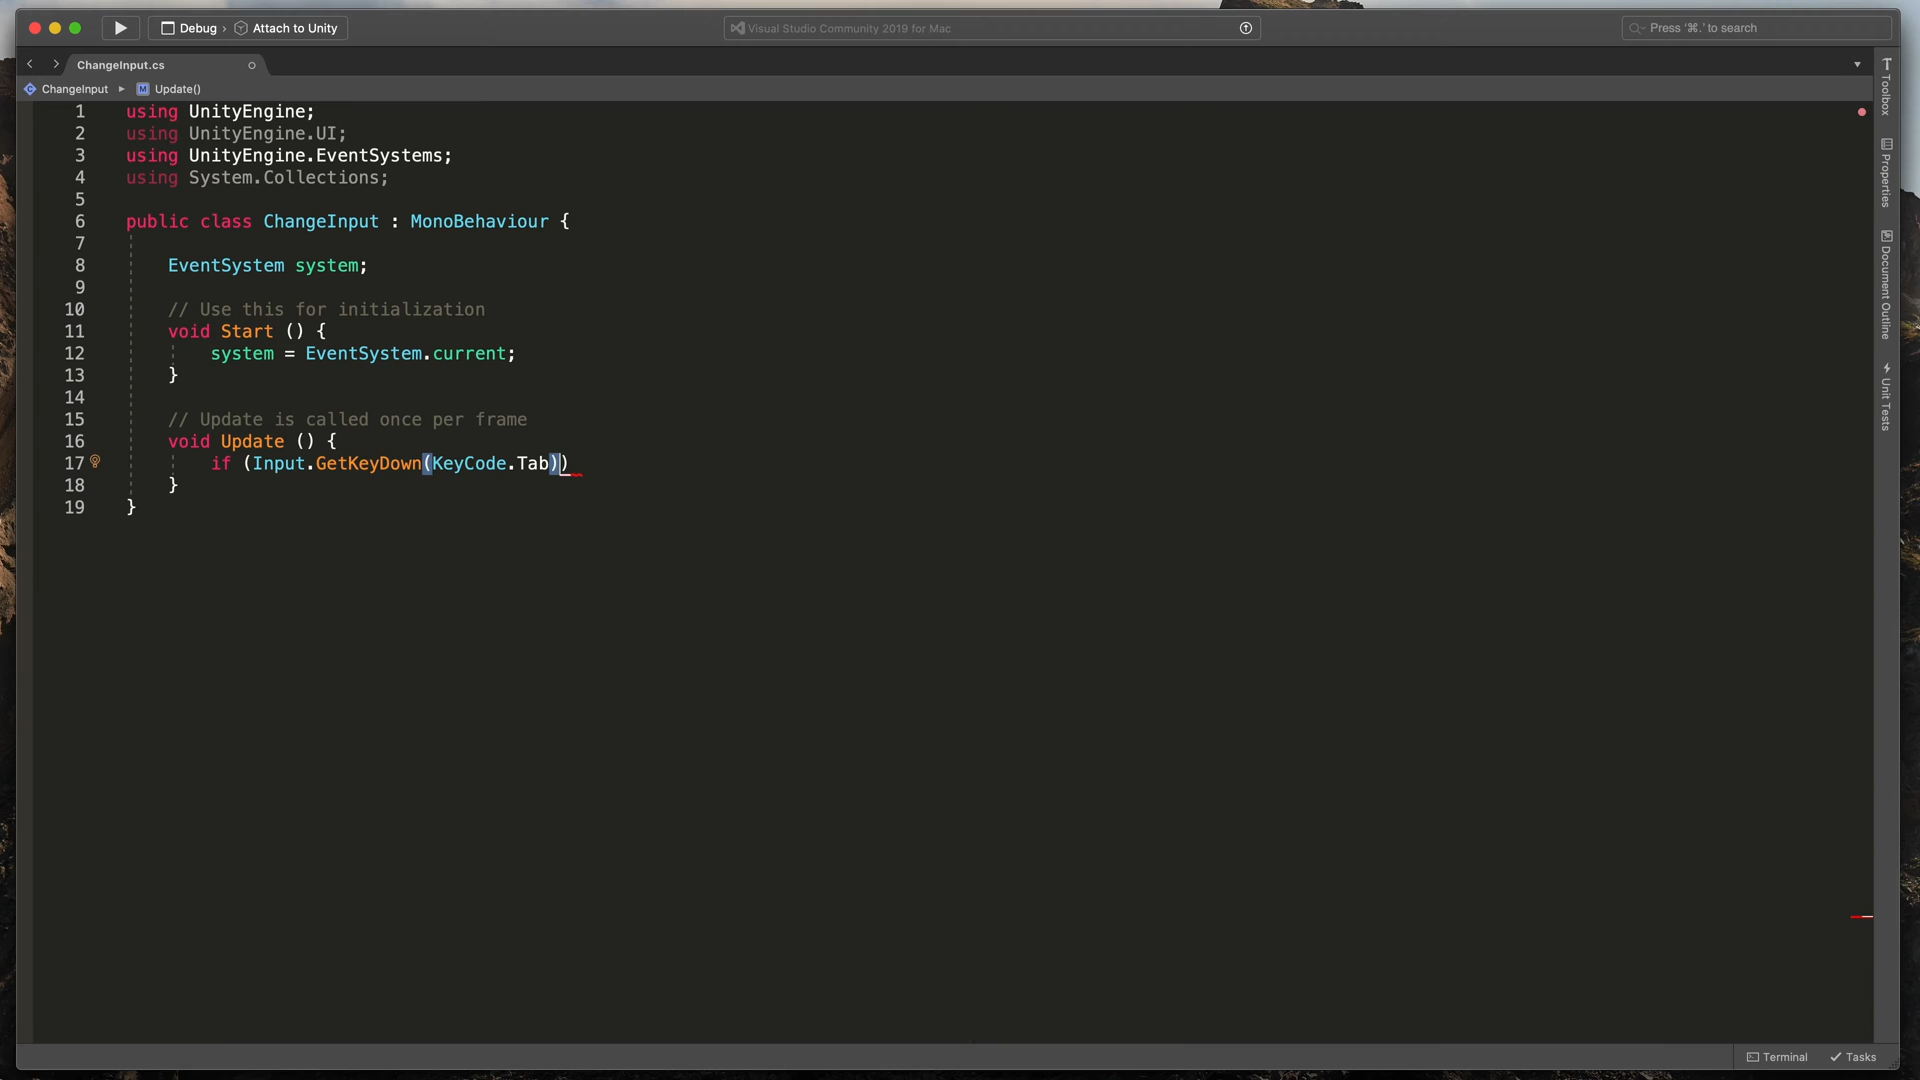 Debug › Attach to Unity
Visual Studio Community 2019 for Mac
Press '⌘.' to search
ChangeInput.cs
ChangeInput ▸ M Update()
1 using UnityEngine;
2 using UnityEngine.UI;
3 using UnityEngine.EventSystems;
4 using System.Collections;
5
6 public class ChangeInput : MonoBehaviour {
7
8 EventSystem system;
9
10 // Use this for initialization
11 void Start () {
12 system = EventSystem.current;
13 }
14
15 // Update is called once per frame
16 void Update () {
17 if (Input.GetKeyDown(KeyCode.Tab))
18 }
19 }
Toolbox
Properties
Document Outline
Unit Tests
Terminal
Tasks